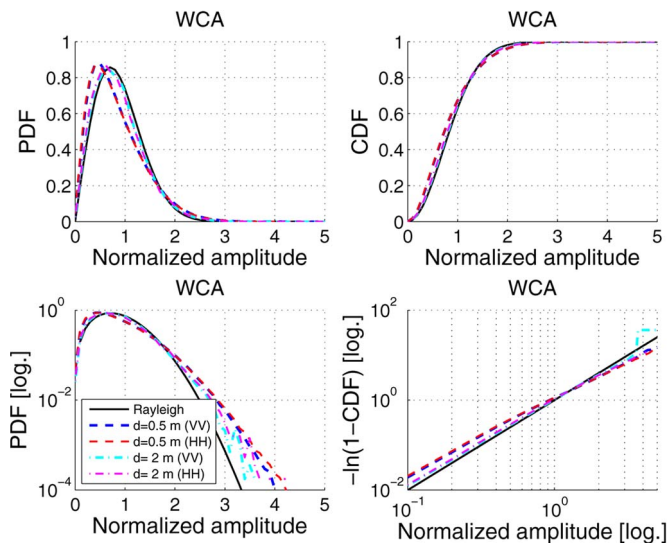 WCA
PDF
1
0.8
0.6
0.4
0.2
0
0 1 2 3 4 5
Normalized amplitude
WCA
CDF
1
0.8
0.6
0.4
0.2
0
0 1 2 3 4 5
Normalized amplitude
WCA
PDF [log.]
10^0
10^-2
10^-4
Rayleigh
d=0.5 m (VV)
d=0.5 m (HH)
d= 2 m (VV)
d= 2 m (HH)
0 1 2 3 4 5
Normalized amplitude
WCA
-ln(1-CDF) [log.]
10^2
10^0
10^-2
10^-1 10^0
Normalized amplitude [log.]